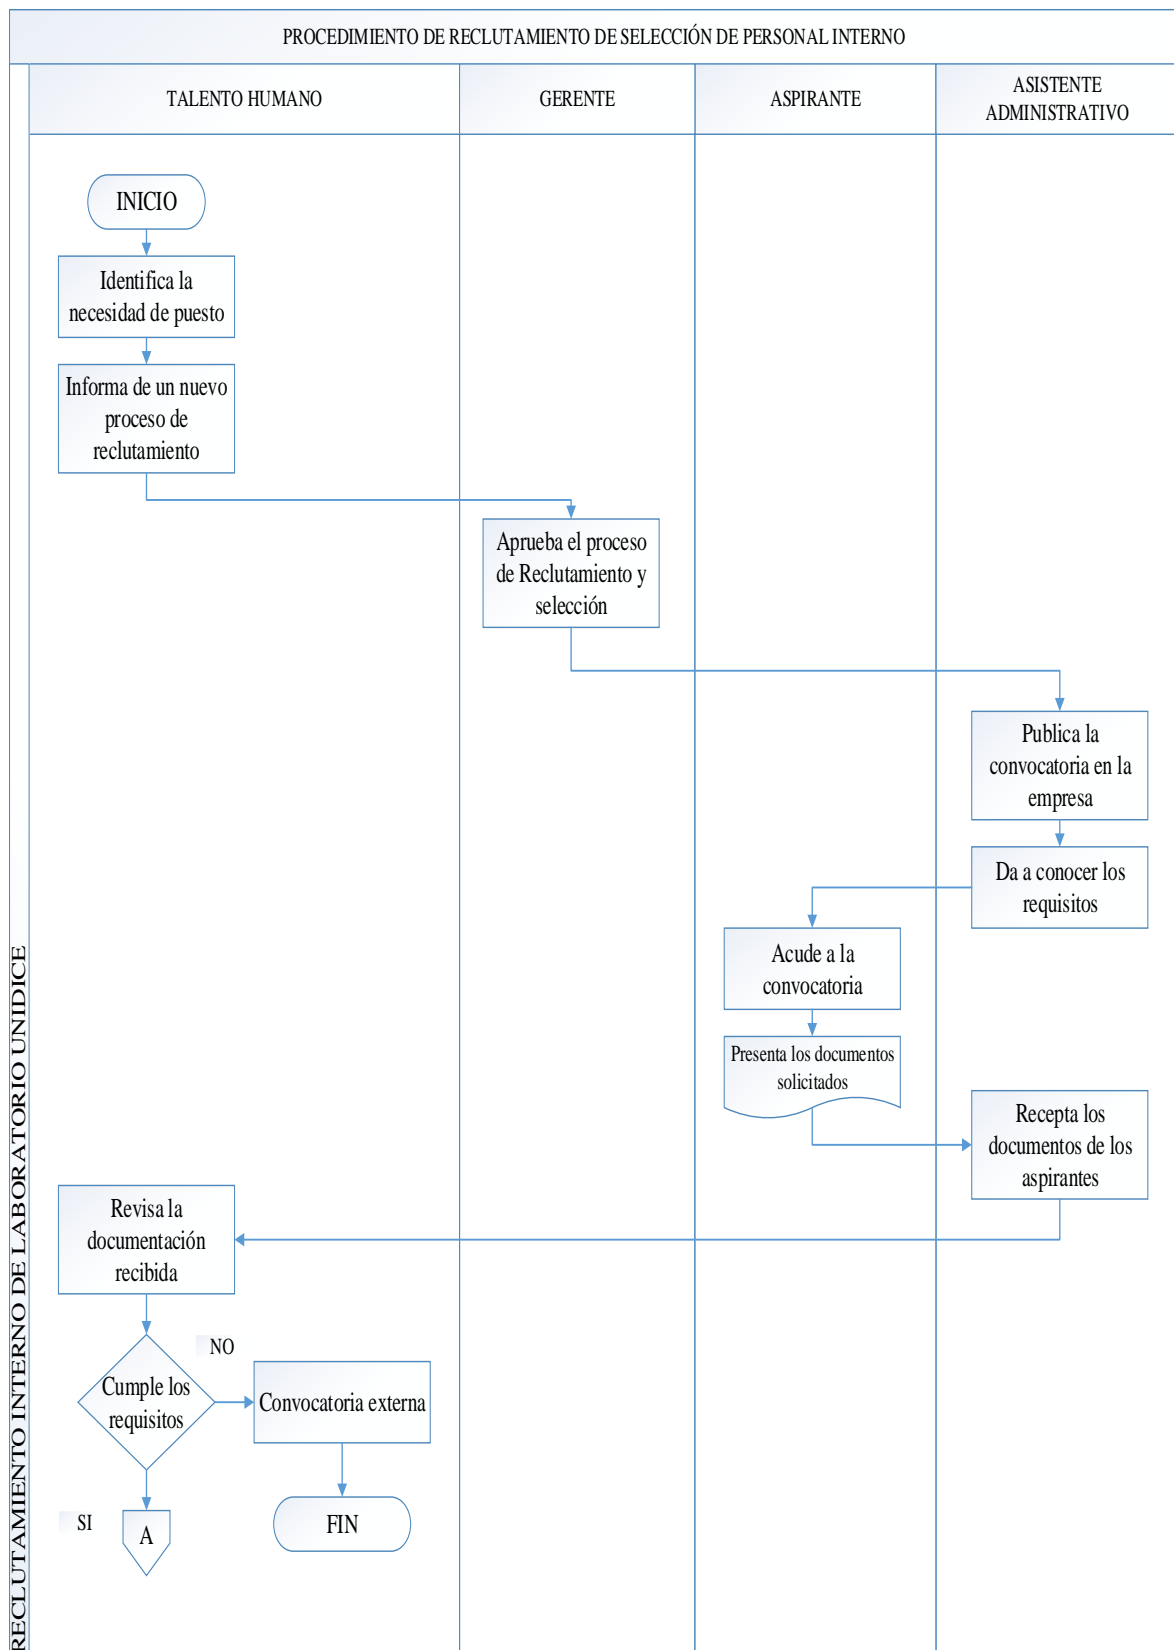 PROCEDIMIENTO DE RECLUTAMIENTO DE SELECCIÓN DE PERSONAL INTERNO
TALENTO HUMANO
GERENTE
ASPIRANTE
ASISTENTE
ADMINISTRATIVO
RECLUTAMIENTO INTERNO DE LABORATORIO UNIDICE
INICIO
Identifica la
necesidad de puesto
Informa de un nuevo
proceso de
reclutamiento
Aprueba el proceso
de Reclutamiento y
selección
Publica la
convocatoria en la
empresa
Da a conocer los
requisitos
Acude a la
convocatoria
Presenta los documentos
solicitados
Recepta los
documentos de los
aspirantes
Revisa la
documentación
recibida
Cumple los
requisitos
NO
Convocatoria externa
SI
A
FIN